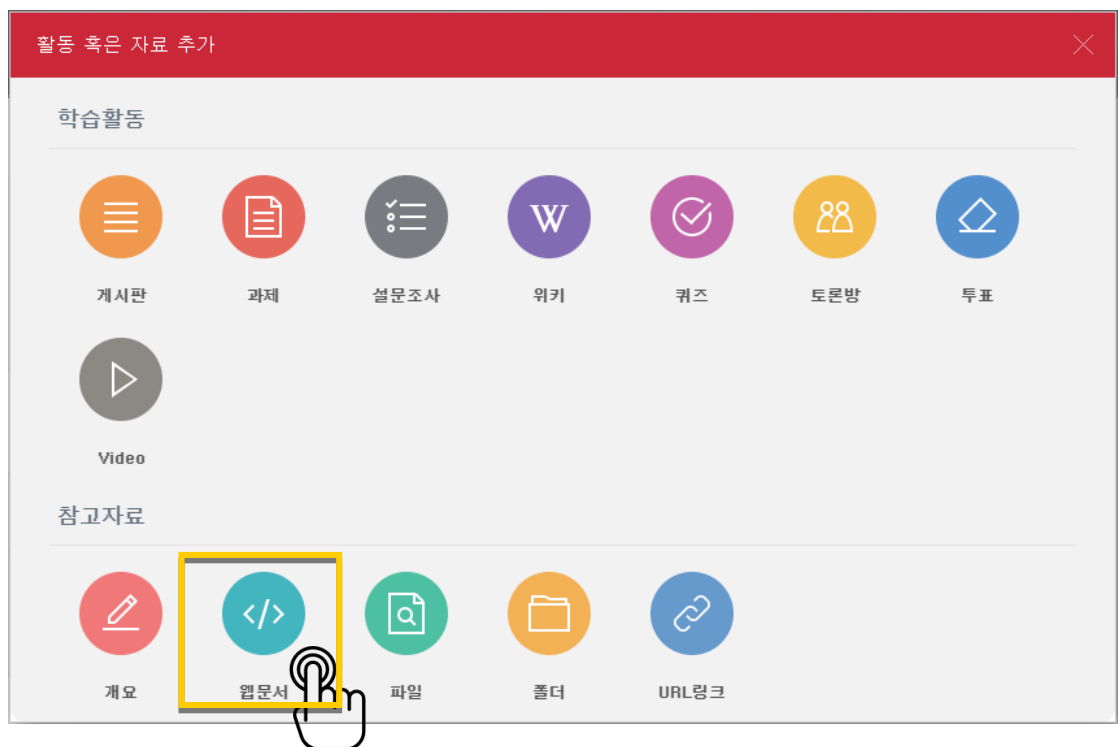 활동 혹은 자료 추가
학습활동
게시판 과제 설문조사 위키 퀴즈 토론방 투표
Video
참고자료
개요 웹문서 파일 폴더 URL링크